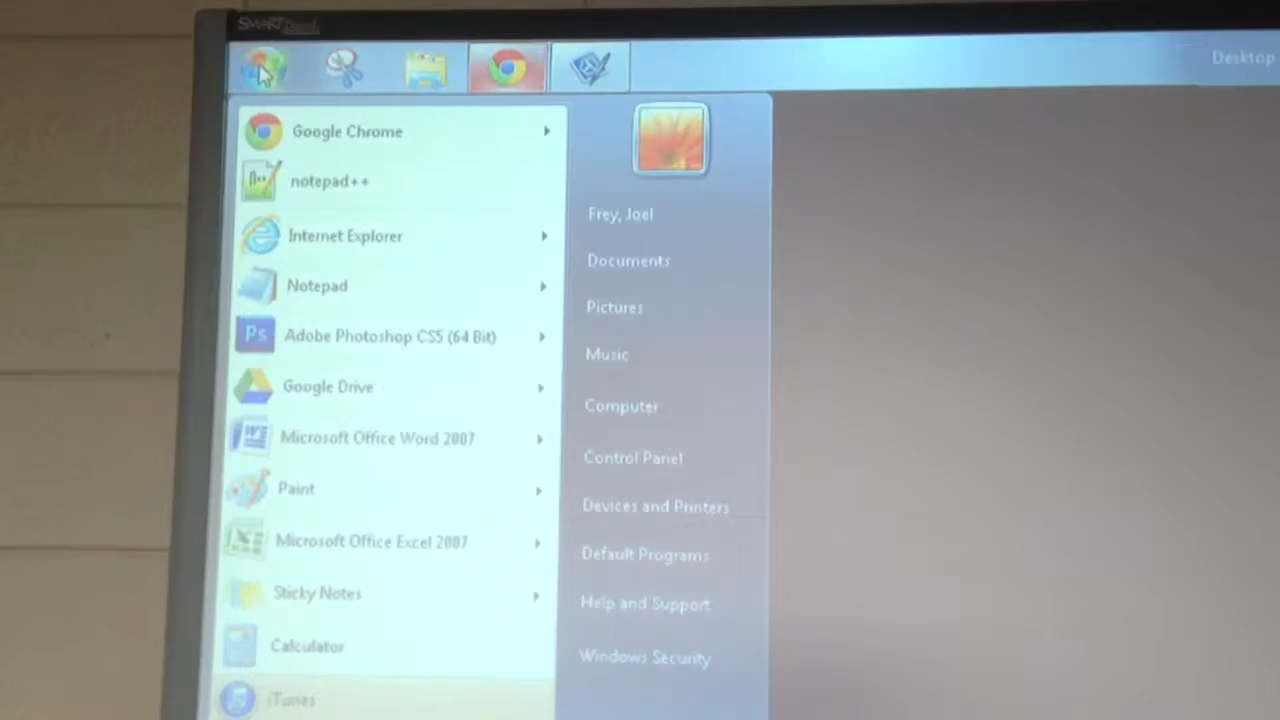 SMART
Desktop
Google Chrome
notepad++
Internet Explorer
Notepad
Ps
Adobe Photoshop CS5 (64 Bit)
Google Drive
Microsoft Office Word 2007
Paint
Microsoft Office Excel 2007
Sticky Notes
Calculator
iTunes
Frey, Joel
Documents
Pictures
Music
Computer
Control Panel
Devices and Printers
Default Programs
Help and Support
Windows Security